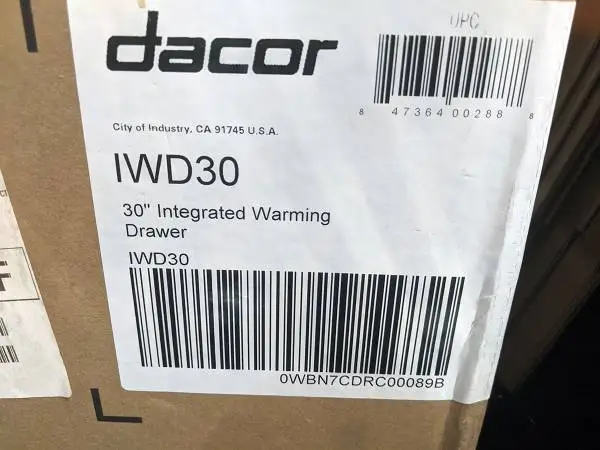 dacor
UPC
8 47364 00288 8
City of Industry, CA 91745 U.S.A.
IWD30
30" Integrated Warming
Drawer
IWD30
0WBN7CDRC00089B